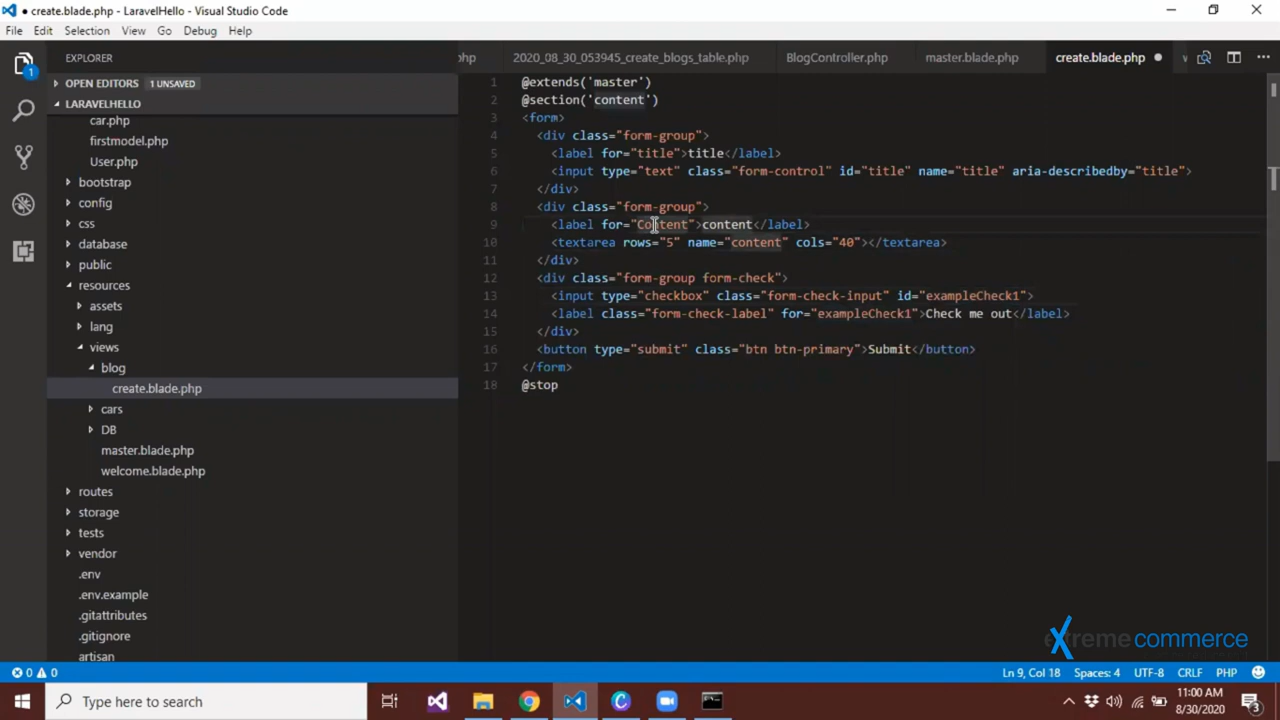 create.blade.php - LaravelHello - Visual Studio Code
File Edit Selection View Go Debug Help
EXPLORER
OPEN EDITORS 1 UNSAVED
LARAVELHELLO
car.php
firstmodel.php
User.php
bootstrap
config
css
database
public
resources
assets
lang
views
blog
create.blade.php
cars
DB
master.blade.php
welcome.blade.php
routes
storage
tests
vendor
.env
.env.example
.gitattributes
.gitignore
artisan
1
php 2020_08_30_053945_create_blogs_table.php BlogController.php master.blade.php create.blade.php
1 @extends('master')
2 @section('content')
3 <form>
4 <div class="form-group">
5 <label for="title">title</label>
6 <input type="text" class="form-control" id="title" name="title" aria-describedby="title">
7 </div>
8 <div class="form-group">
9 <label for="Content">content</label>
10 <textarea rows="5" name="content" cols="40"></textarea>
11 </div>
12 <div class="form-group form-check">
13 <input type="checkbox" class="form-check-input" id="exampleCheck1">
14 <label class="form-check-label" for="exampleCheck1">Check me out</label>
15 </div>
16 <button type="submit" class="btn btn-primary">Submit</button>
17 </form>
18 @stop
extreme commerce
0 0 Ln 9, Col 18 Spaces: 4 UTF-8 CRLF PHP
Type here to search
11:00 AM
8/30/2020
3